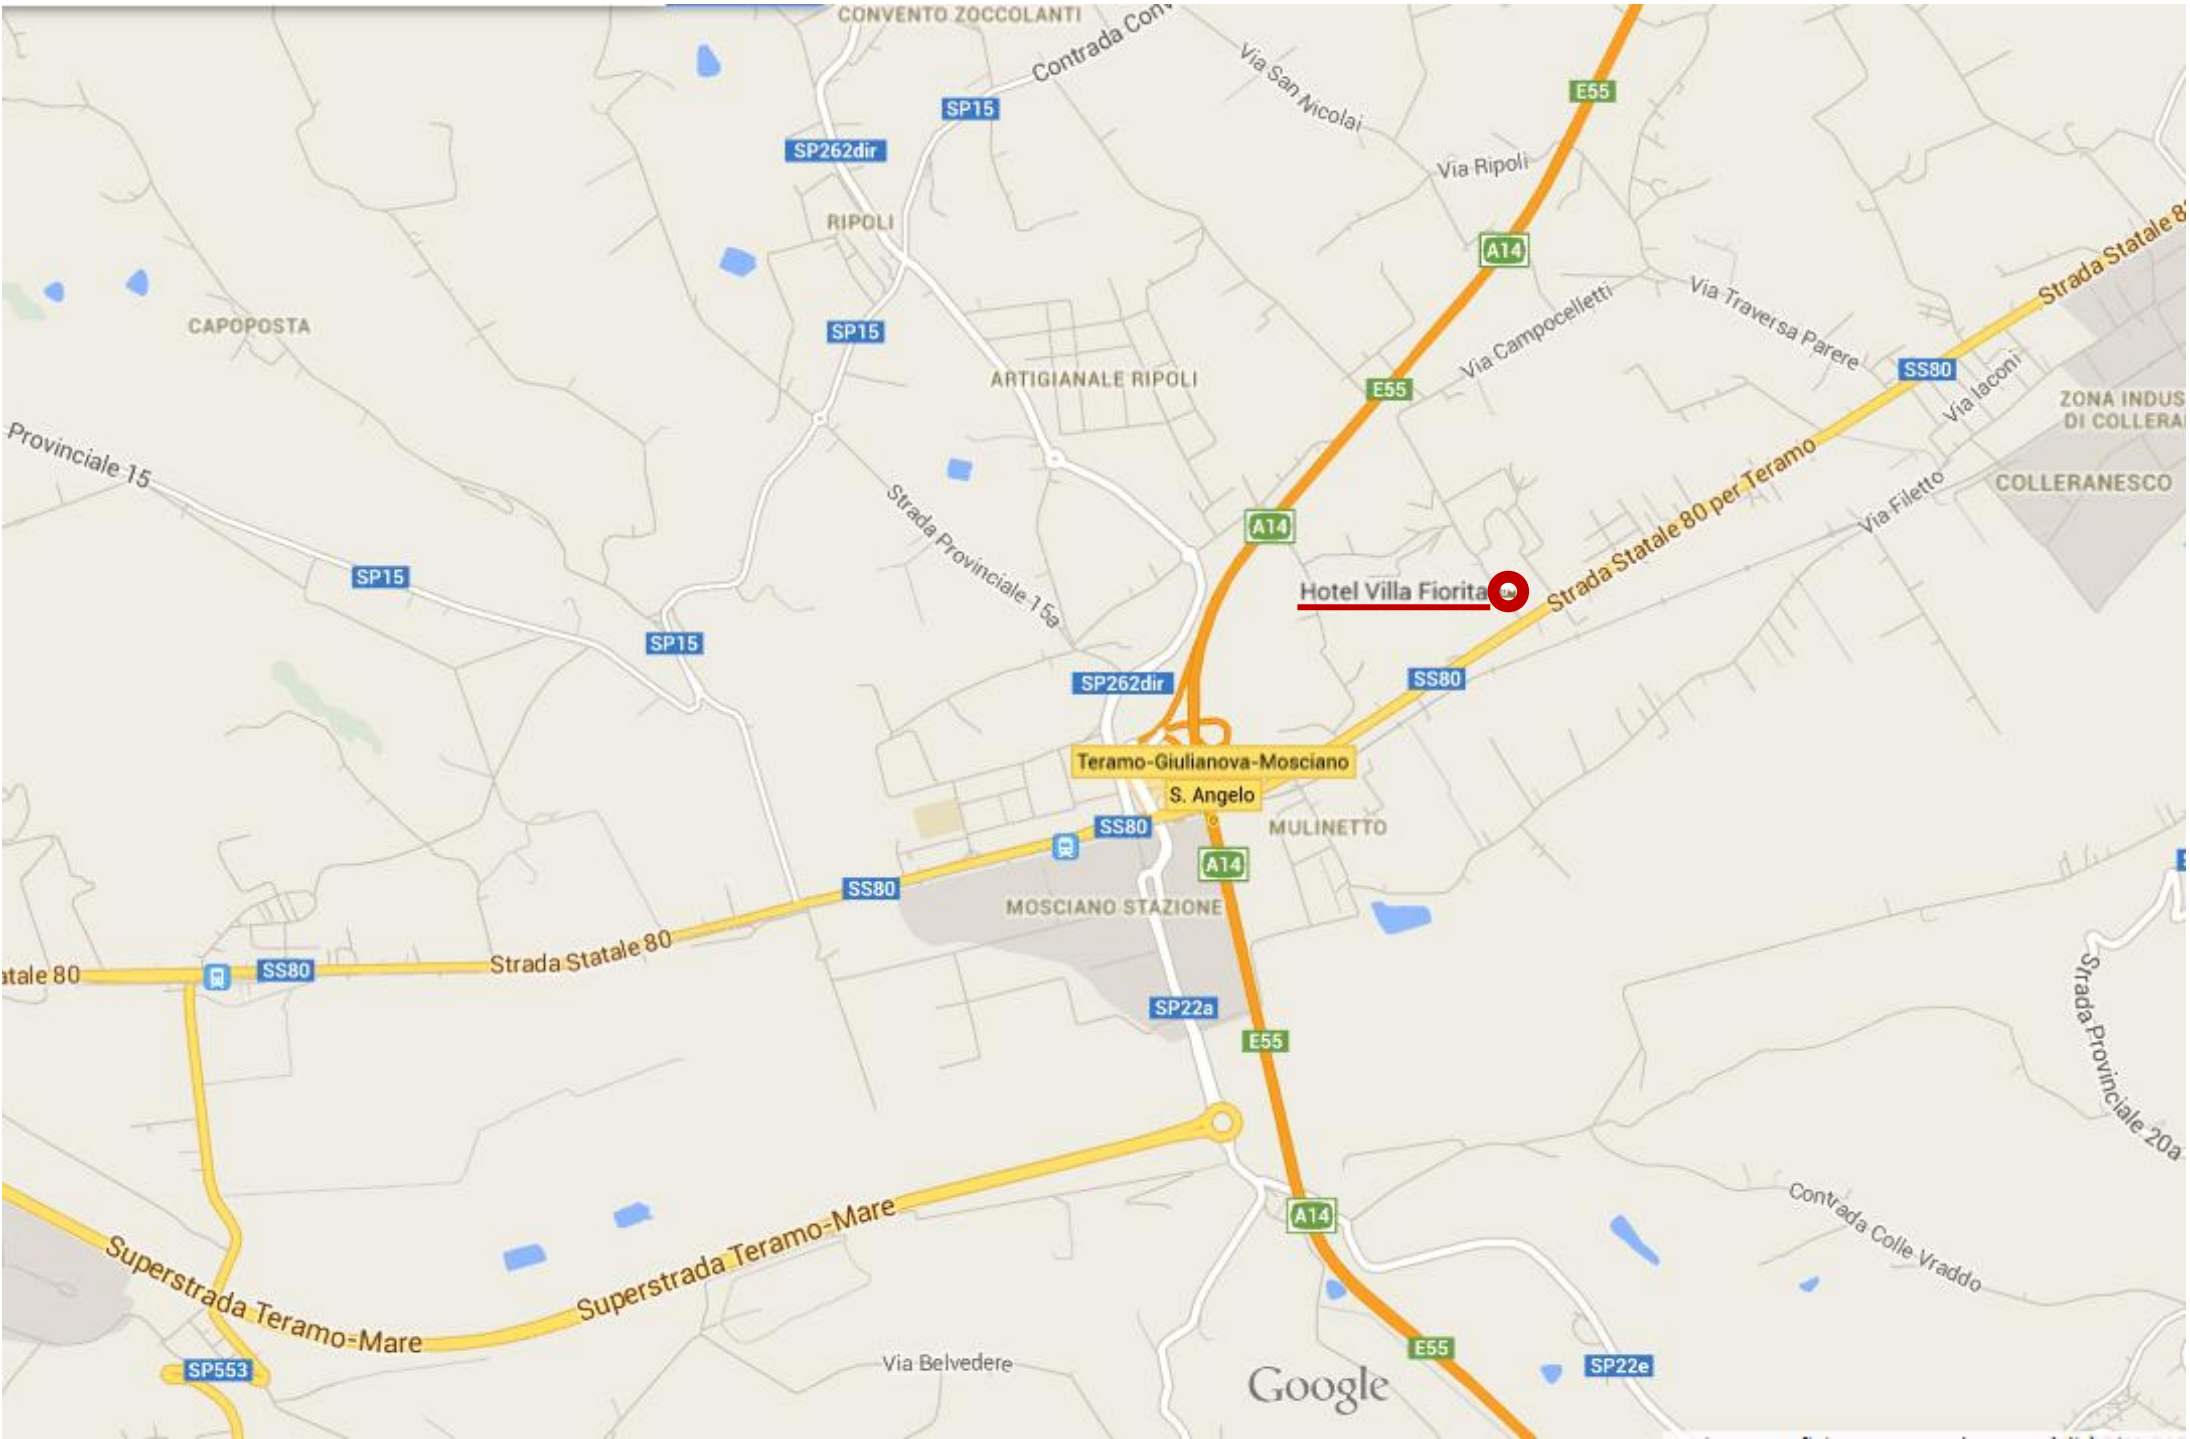 CONVENTO ZOCCOLANTI
Contrada Conv
Via San Nicolai
E55
SP15
SP262dir
Via Ripoli
RIPOLI
A14
Strada Statale 8
CAPOPOSTA
SP15
Via Campocelletti
Via Traversa Parere
ARTIGIANALE RIPOLI
E55
SS80
Via Iaconi
ZONA INDUS
DI COLLERA
Provinciale 15
Strada Statale 80 per Teramo
COLLERANESCO
Via Filetto
A14
Strada Provinciale 15a
SP15
Hotel Villa Fiorita
SP15
SP262dir
SS80
Teramo-Giulianova-Mosciano
S. Angelo
SS80
MULINETTO
A14
SS80
MOSCIANO STAZIONE
Strada Statale 80
atale 80
SS80
SP22a
E55
Strada Provinciale 20a
Superstrada Teramo-Mare
Superstrada Teramo-Mare
A14
Contrada Colle Vraddo
SP553
Via Belvedere
E55
SP22e
Google